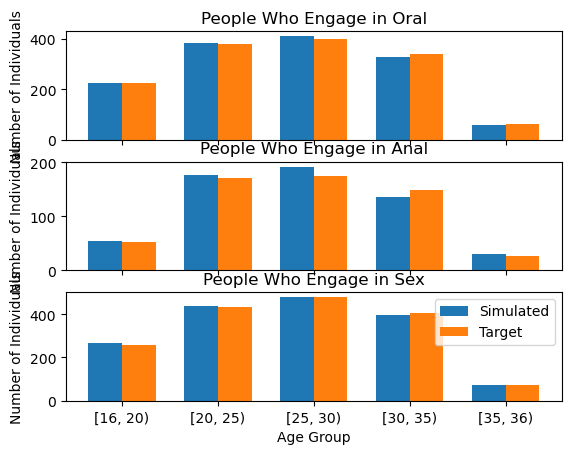 People Who Engage in Oral
Number of Individuals
400
200
0
People Who Engage in Anal
Number of Individuals
200
100
0
People Who Engage in Sex
Number of Individuals
400
200
0
Simulated
Target
[16, 20) [20, 25) [25, 30) [30, 35) [35, 36)
Age Group